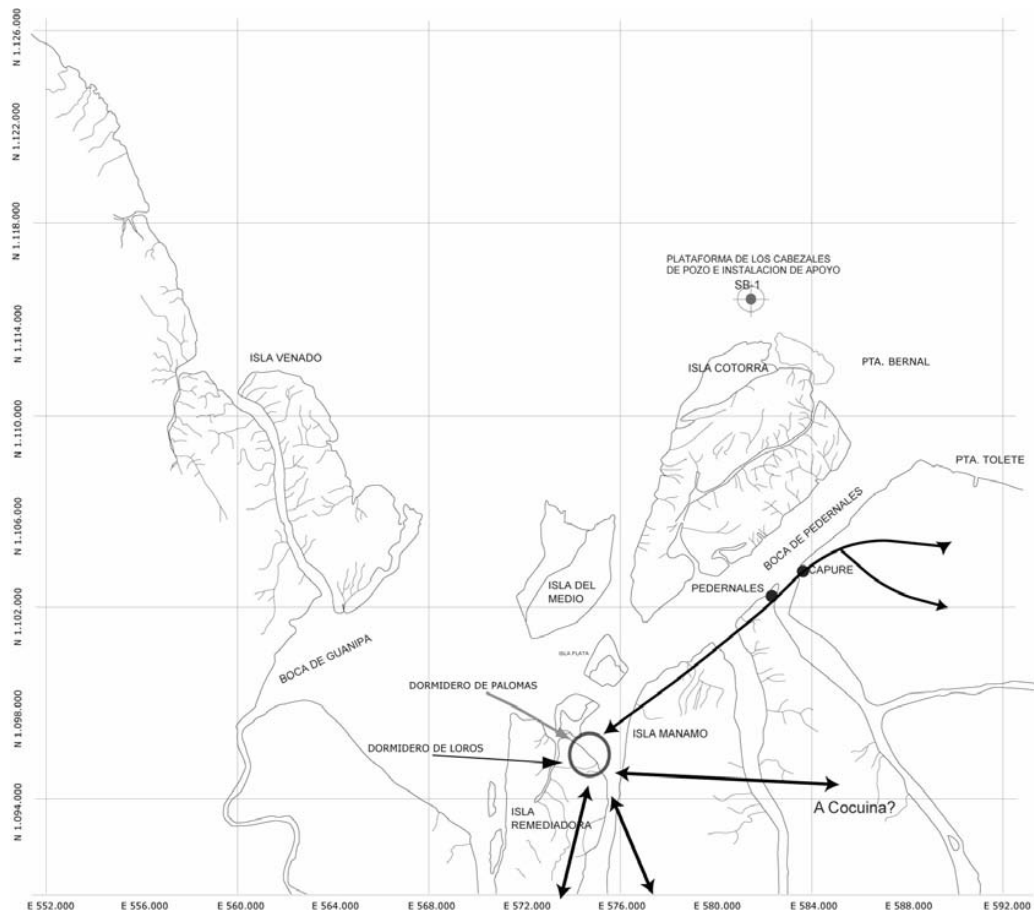 N 1.126.000
N 1.122.000
N 1.118.000
N 1.114.000
N 1.110.000
N 1.106.000
N 1.102.000
N 1.098.000
N 1.094.000
PLATAFORMA DE LOS CABEZALES
DE POZO E INSTALACION DE APOYO
SB-1
ISLA VENADO
ISLA COTORRA
PTA. BERNAL
PTA. TOLETE
BOCA DE PEDERNALES
CAPURE
PEDERNALES
ISLA DEL
MEDIO
BOCA DE GUANIPA
ISLA PLATA
DORMIDERO DE PALOMAS
ISLA MANAMO
DORMIDERO DE LOROS
ISLA
REMEDIADORA
A Cocuina?
E 552.000
E 556.000
E 560.000
E 564.000
E 568.000
E 572.000
E 576.000
E 580.000
E 584.000
E 588.000
E 592.000